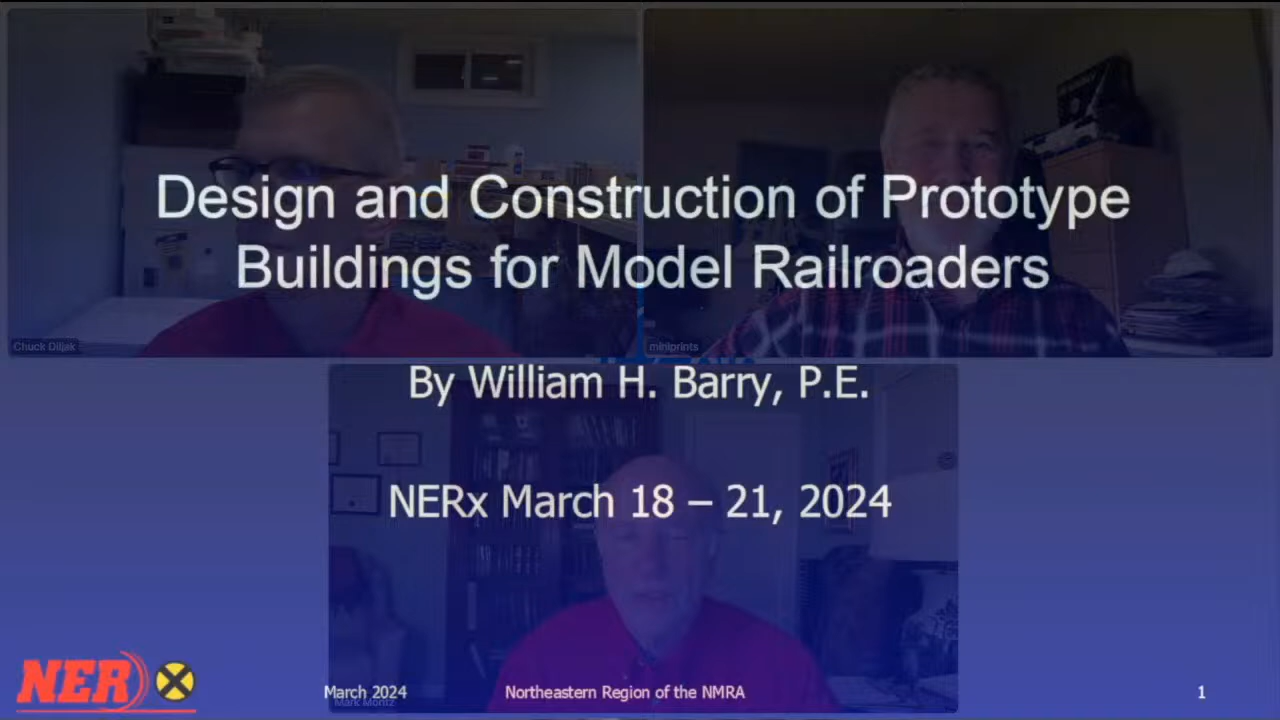 Design and Construction of Prototype
Buildings for Model Railroaders
Chuck Diljak
miniprints
By William H. Barry, P.E.
NERx March 18 – 21, 2024
NER X
March 2024
Northeastern Region of the NMRA
1
Mark Montz